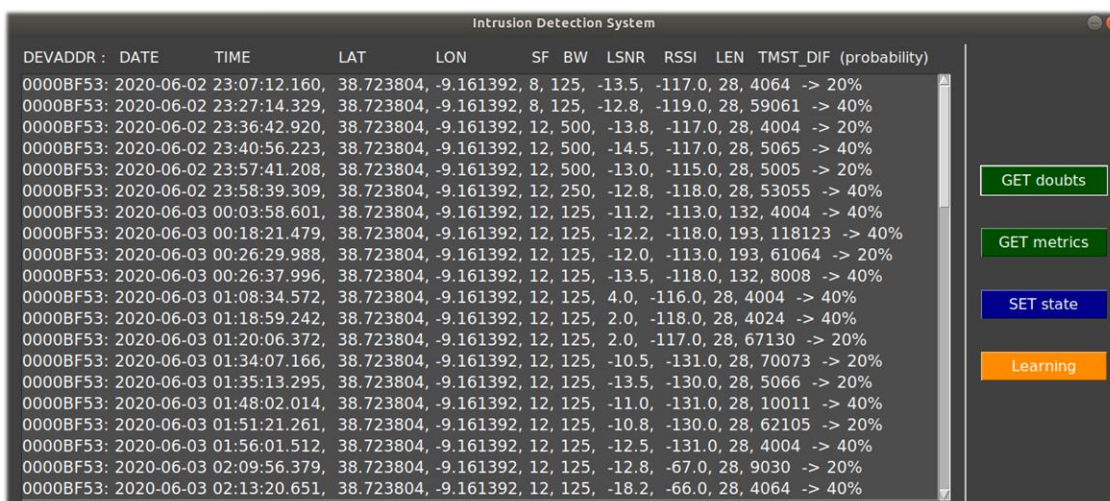 Intrusion Detection System
DEVADDR : DATE TIME LAT LON SF BW LSNR RSSI LEN TMST_DIF (probability)
0000BF53: 2020-06-02 23:07:12.160, 38.723804, -9.161392, 8, 125, -13.5, -117.0, 28, 4064 -> 20%
0000BF53: 2020-06-02 23:27:14.329, 38.723804, -9.161392, 8, 125, -12.8, -119.0, 28, 59061 -> 40%
0000BF53: 2020-06-02 23:36:42.920, 38.723804, -9.161392, 12, 500, -13.8, -117.0, 28, 4004 -> 20%
0000BF53: 2020-06-02 23:40:56.223, 38.723804, -9.161392, 12, 500, -14.5, -117.0, 28, 5065 -> 40%
0000BF53: 2020-06-02 23:57:41.208, 38.723804, -9.161392, 12, 500, -13.0, -115.0, 28, 5005 -> 20%
0000BF53: 2020-06-02 23:58:39.309, 38.723804, -9.161392, 12, 250, -12.8, -118.0, 28, 53055 -> 40%
0000BF53: 2020-06-03 00:03:58.601, 38.723804, -9.161392, 12, 125, -11.2, -113.0, 132, 4004 -> 40%
0000BF53: 2020-06-03 00:18:21.479, 38.723804, -9.161392, 12, 125, -12.2, -118.0, 193, 118123 -> 40%
0000BF53: 2020-06-03 00:26:29.988, 38.723804, -9.161392, 12, 125, -12.0, -113.0, 193, 61064 -> 20%
0000BF53: 2020-06-03 00:26:37.996, 38.723804, -9.161392, 12, 125, -13.5, -118.0, 132, 8008 -> 40%
0000BF53: 2020-06-03 01:08:34.572, 38.723804, -9.161392, 12, 125, 4.0, -116.0, 28, 4004 -> 40%
0000BF53: 2020-06-03 01:18:59.242, 38.723804, -9.161392, 12, 125, 2.0, -118.0, 28, 4024 -> 40%
0000BF53: 2020-06-03 01:20:06.372, 38.723804, -9.161392, 12, 125, 2.0, -117.0, 28, 67130 -> 20%
0000BF53: 2020-06-03 01:34:07.166, 38.723804, -9.161392, 12, 125, -10.5, -131.0, 28, 70073 -> 20%
0000BF53: 2020-06-03 01:35:13.295, 38.723804, -9.161392, 12, 125, -13.5, -130.0, 28, 5066 -> 20%
0000BF53: 2020-06-03 01:48:02.014, 38.723804, -9.161392, 12, 125, -11.0, -131.0, 28, 10011 -> 40%
0000BF53: 2020-06-03 01:51:21.261, 38.723804, -9.161392, 12, 125, -10.8, -130.0, 28, 62105 -> 20%
0000BF53: 2020-06-03 01:56:01.512, 38.723804, -9.161392, 12, 125, -12.5, -131.0, 28, 4004 -> 40%
0000BF53: 2020-06-03 02:09:56.379, 38.723804, -9.161392, 12, 125, -12.8, -67.0, 28, 9030 -> 20%
0000BF53: 2020-06-03 02:13:20.651, 38.723804, -9.161392, 12, 125, -18.2, -66.0, 28, 4064 -> 40%
GET doubts
GET metrics
SET state
Learning